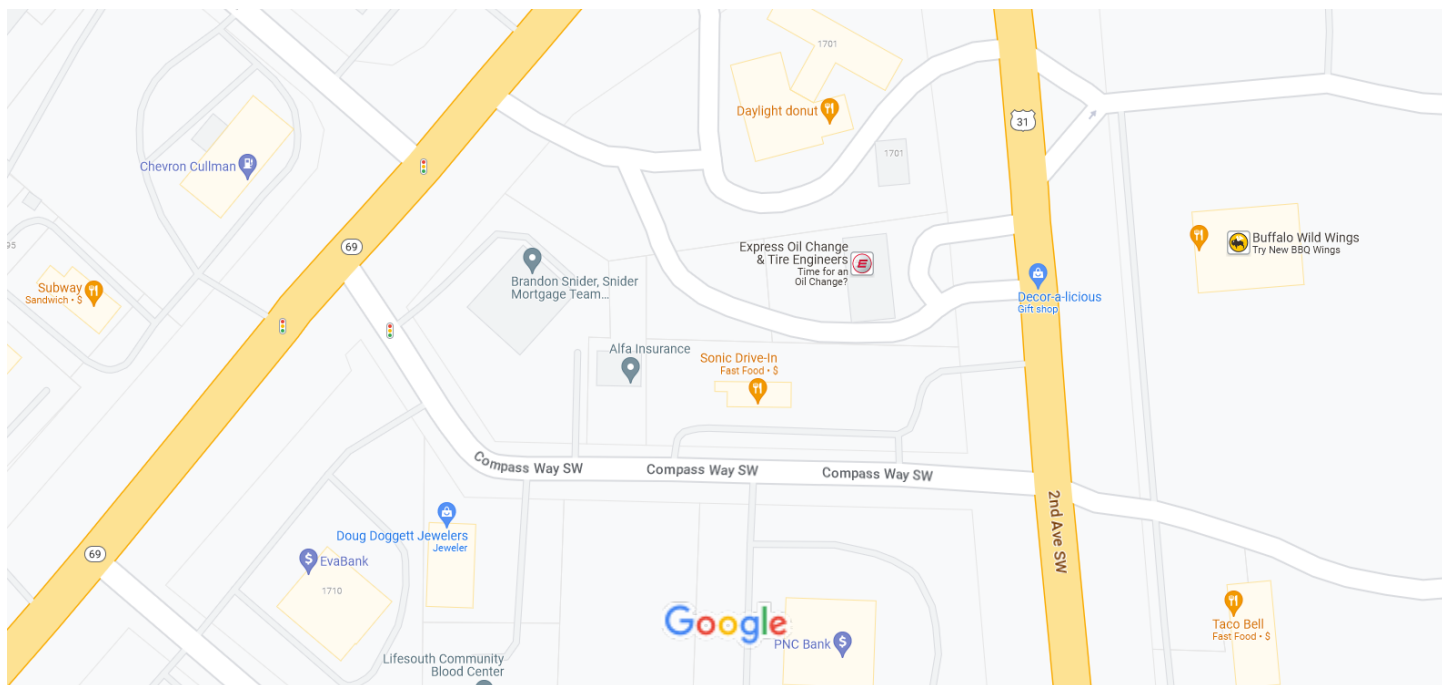 1701
Daylight donut
31
1701
Chevron Cullman
69
95
Subway
Sandwich • $
Brandon Snider, Snider
Mortgage Team...
Express Oil Change
& Tire Engineers
Time for an
Oil Change?
Buffalo Wild Wings
Try New BBQ Wings
Decor-a-licious
Gift shop
Alfa Insurance
Sonic Drive-In
Fast Food • $
Compass Way SW
Compass Way SW
Compass Way SW
2nd Ave SW
Doug Doggett Jewelers
Jeweler
69
EvaBank
1710
Google
PNC Bank
Taco Bell
Fast Food • $
Lifesouth Community
Blood Center